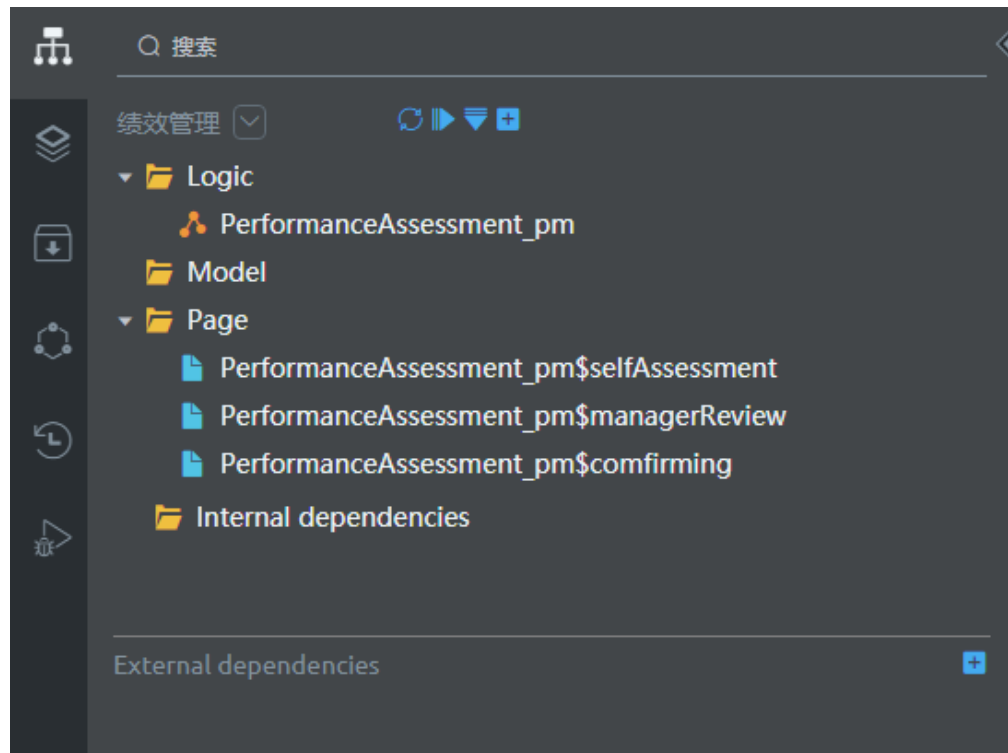 搜索
绩效管理
Logic
PerformanceAssessment_pm
Model
Page
PerformanceAssessment_pm$selfAssessment
PerformanceAssessment_pm$managerReview
PerformanceAssessment_pm$comfirming
Internal dependencies
External dependencies